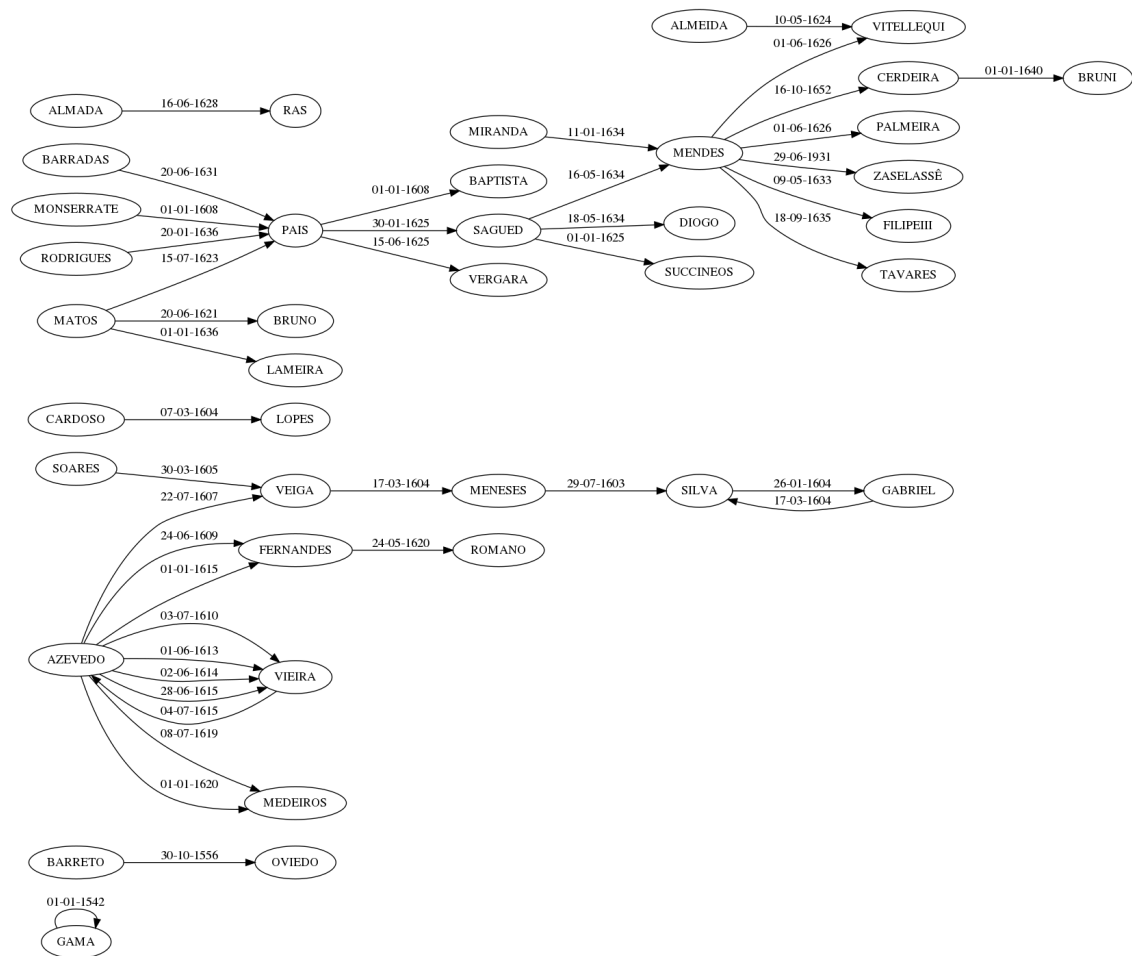 ALMEIDA 10-05-1624 VITELLEQUI
01-06-1626
16-10-1652 CERDEIRA 01-01-1640 BRUNI
ALMADA 16-06-1628 RAS
MIRANDA 11-01-1634 MENDES 01-06-1626 PALMEIRA
BARRADAS 20-06-1631
01-01-1608 BAPTISTA
16-05-1634
29-06-1931 ZASELASSÊ
09-05-1633
MONSERRATE 01-01-1608
PAIS 30-01-1625 SAGUED 18-05-1634 DIOGO
18-09-1635 FILIPEIII
RODRIGUES 20-01-1636
15-06-1625
01-01-1625
15-07-1623
VERGARA
SUCCINEOS
TAVARES
MATOS 20-06-1621 BRUNO
01-01-1636
LAMEIRA
CARDOSO 07-03-1604 LOPES
SOARES 30-03-1605
22-07-1607 VEIGA 17-03-1604 MENESES 29-07-1603 SILVA 26-01-1604 GABRIEL
17-03-1604
24-06-1609
FERNANDES 24-05-1620 ROMANO
01-01-1615
03-07-1610
AZEVEDO 01-06-1613
02-06-1614 VIEIRA
28-06-1615
04-07-1615
08-07-1619
01-01-1620
MEDEIROS
BARRETO 30-10-1556 OVIEDO
01-01-1542
GAMA